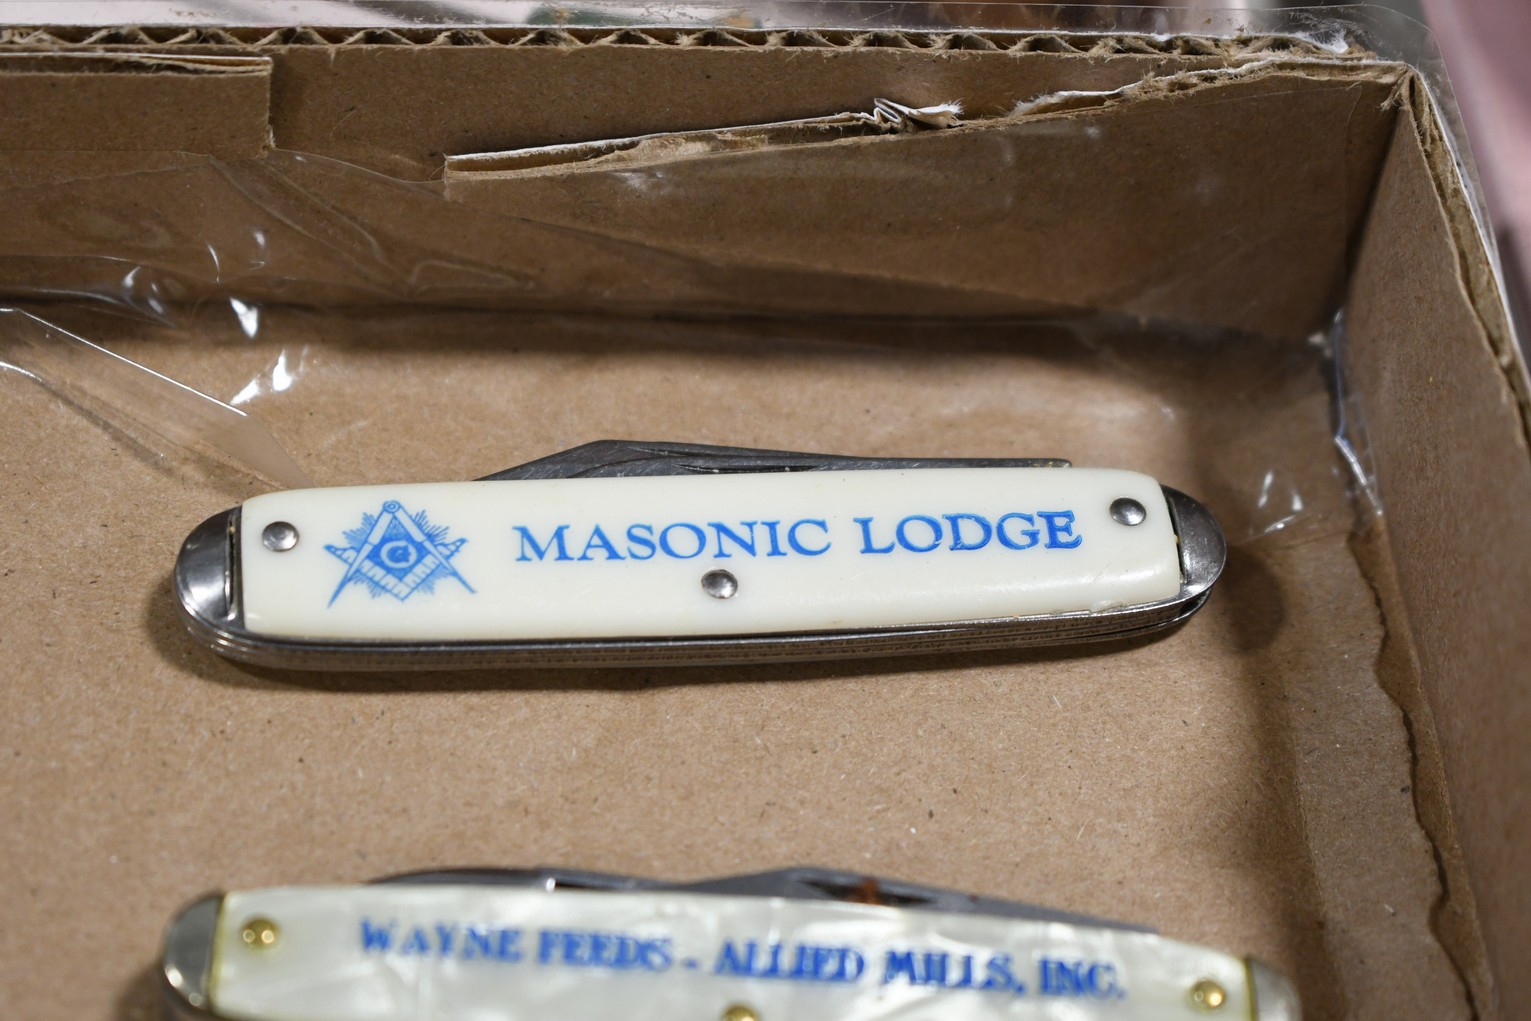 G MASONIC LODGE
WAYNE FEEDS - ALLIED MILLS, INC.